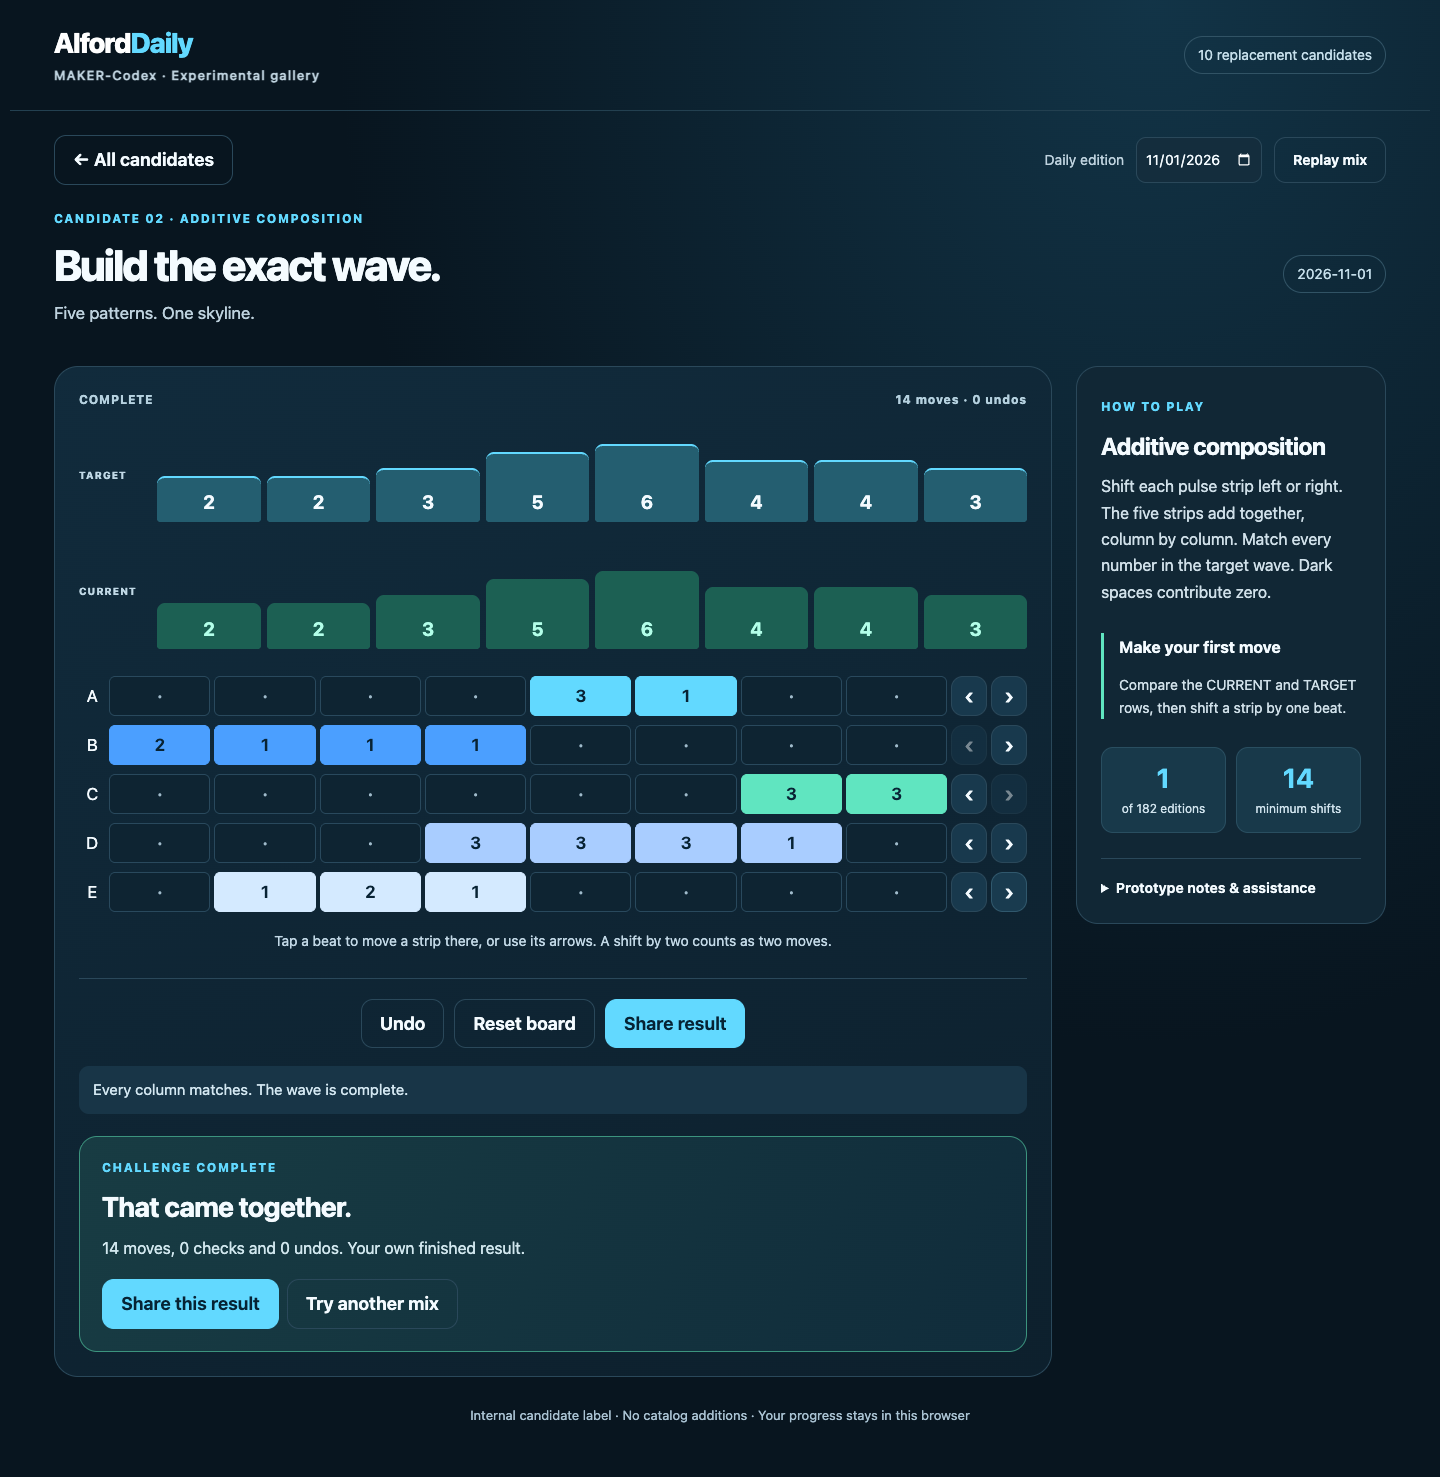 AlfordDaily
MAKER-Codex · Experimental gallery
10 replacement candidates
← All candidates
Daily edition 11/01/2026 Replay mix
CANDIDATE 02 · ADDITIVE COMPOSITION
Build the exact wave.
2026-11-01
Five patterns. One skyline.
COMPLETE 14 moves · 0 undos
TARGET 2 2 3 5 6 4 4 3
CURRENT 2 2 3 5 6 4 4 3
A · · · · 3 1 · · ‹ ›
B 2 1 1 1 · · · · ‹ ›
C · · · · · · 3 3 ‹ ›
D · · · 3 3 3 1 · ‹ ›
E · 1 2 1 · · · · ‹ ›
Tap a beat to move a strip there, or use its arrows. A shift by two counts as two moves.
Undo Reset board Share result
Every column matches. The wave is complete.
CHALLENGE COMPLETE
That came together.
14 moves, 0 checks and 0 undos. Your own finished result.
Share this result Try another mix
HOW TO PLAY
Additive composition
Shift each pulse strip left or right.
The five strips add together,
column by column. Match every
number in the target wave. Dark
spaces contribute zero.
Make your first move
Compare the CURRENT and TARGET
rows, then shift a strip by one beat.
1 14
of 182 editions minimum shifts
▶ Prototype notes & assistance
Internal candidate label · No catalog additions · Your progress stays in this browser